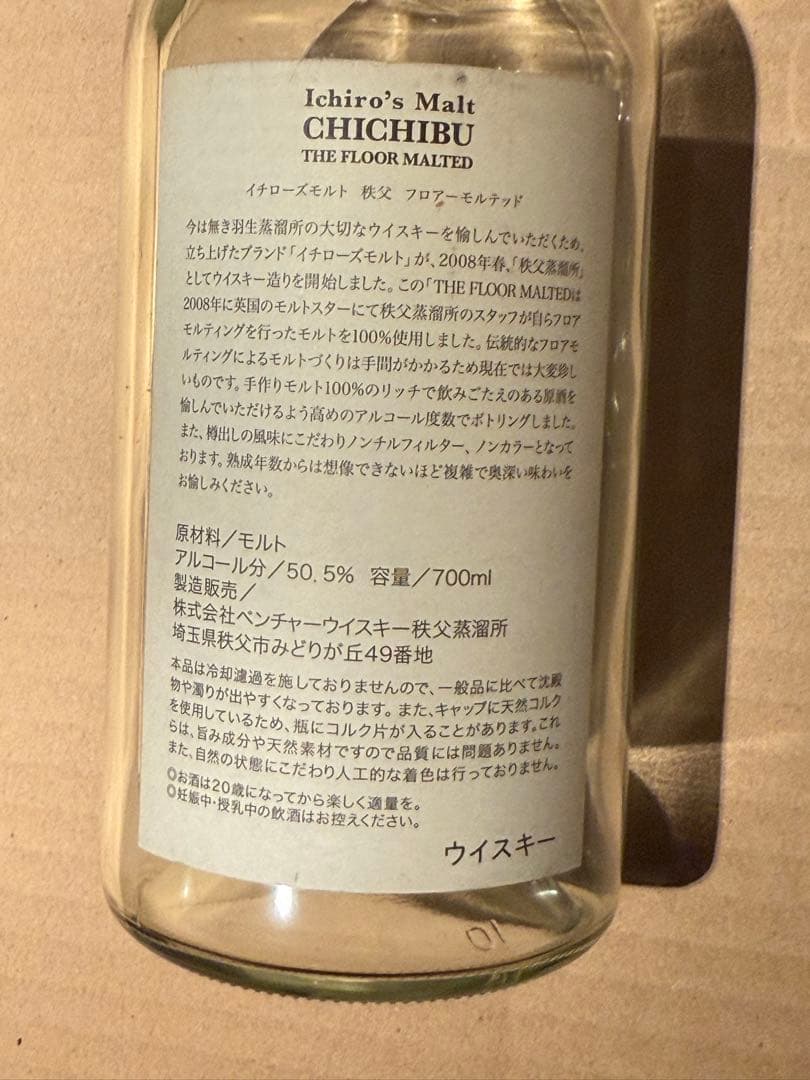 Ichiro's Malt
CHICHIBU
THE FLOOR MALTED
イチローズモルト 秩父 フロアーモルテッド
今は無き羽生蒸溜所の大切なウイスキーを愉しんでいただくため、
立ち上げたブランド「イチローズモルト」が、2008年春、「秩父蒸溜所」
としてウイスキー造りを開始しました。この「THE FLOOR MALTED」は
2008年に英国のモルトスターにて秩父蒸溜所のスタッフが自らフロア
モルティングを行ったモルトを100%使用しました。伝統的なフロアモ
ルティングによるモルトづくりは手間がかかるため現在では大変珍し
いものです。手作りモルト100%のリッチで飲みごたえのある原酒を
愉しんでいただけるよう高めのアルコール度数でボトリングしました。
また、樽出しの風味にこだわりノンチルフィルター、ノンカラーとなって
おります。熟成年数からは想像できないほど複雑で奥深い味わいを
お愉しみください。
原材料／モルト
アルコール分／50.5% 容量／700ml
製造販売／
株式会社ベンチャーウイスキー秩父蒸溜所
埼玉県秩父市みどりが丘49番地
本品は冷却濾過を施しておりませんので、一般品に比べて沈殿
物や濁りが出やすくなっております。また、キャップに天然コルク
を使用しているため、瓶にコルク片が入ることがあります。これ
らは、旨み成分や天然素材ですので品質には問題ありません。
また、自然の状態にこだわり人工的な着色は行っておりません。
◎お酒は20歳になってから楽しく適量を。
◎妊娠中・授乳中の飲酒はお控えください。
ウイスキー
10